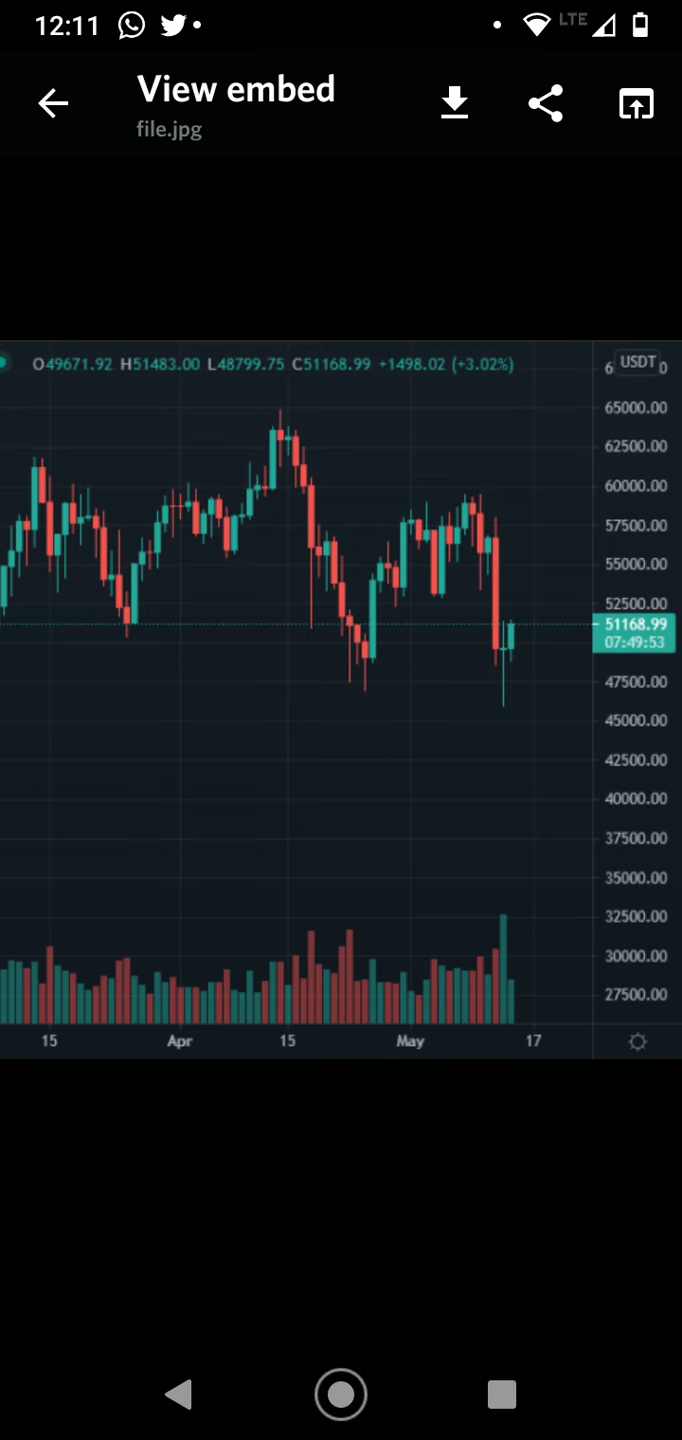 12:11 LTE
View embed
file.jpg
O49671.92 H51483.00 L48799.75 C51168.99 +1498.02 (+3.02%)
USDT
65000.00
62500.00
60000.00
57500.00
55000.00
52500.00
51168.99
07:49:53
47500.00
45000.00
42500.00
40000.00
37500.00
35000.00
32500.00
30000.00
27500.00
15 Apr 15 May 17